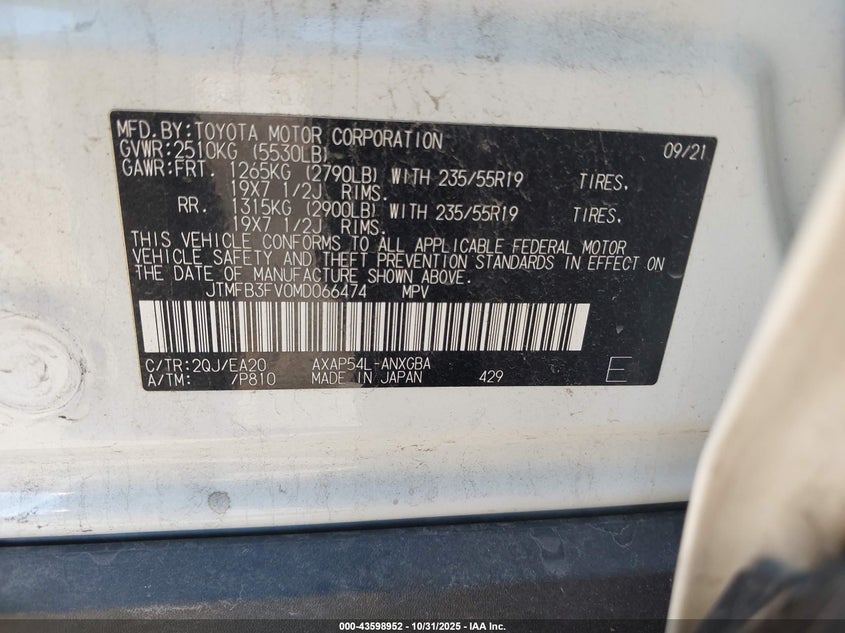 MFD.BY:TOYOTA MOTOR CORPORATION 09/21
GVWR:2510KG (5530LB)
GAWR:FRT. 1265KG (2790LB) WITH 235/55R19 TIRES.
19X7 1/2J RIMS.
RR. 1315KG (2900LB) WITH 235/55R19 TIRES.
19X7 1/2J RIMS.
THIS VEHICLE CONFORMS TO ALL APPLICABLE FEDERAL MOTOR
VEHICLE SAFETY AND THEFT PREVENTION STANDARDS IN EFFECT ON
THE DATE OF MANUFACTURE SHOWN ABOVE.
JTMFB3FV0MD066474 MPV
C/TR:2QJ/EA20 AXAP54L-ANXGBA
A/TM: /P810 MADE IN JAPAN 429 E
000-43598952 - 10/31/2025 - IAA Inc.